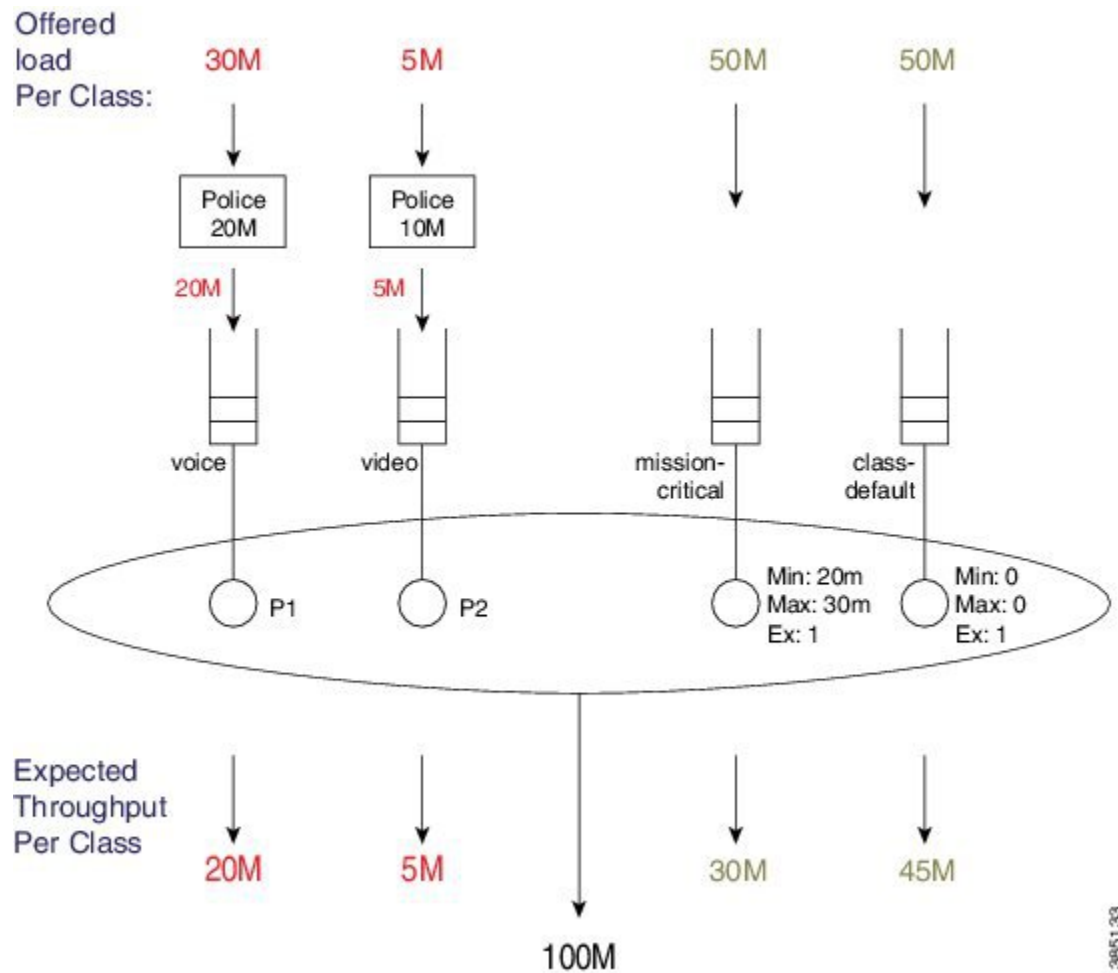 Offered
load
Per Class:
30M
5M
50M
50M
Police
20M
Police
10M
20M
5M
voice
video
mission-
critical
class-
default
P1
P2
Min: 20m
Max: 30m
Ex: 1
Min: 0
Max: 0
Ex: 1
Expected
Throughput
Per Class
20M
5M
30M
45M
100M